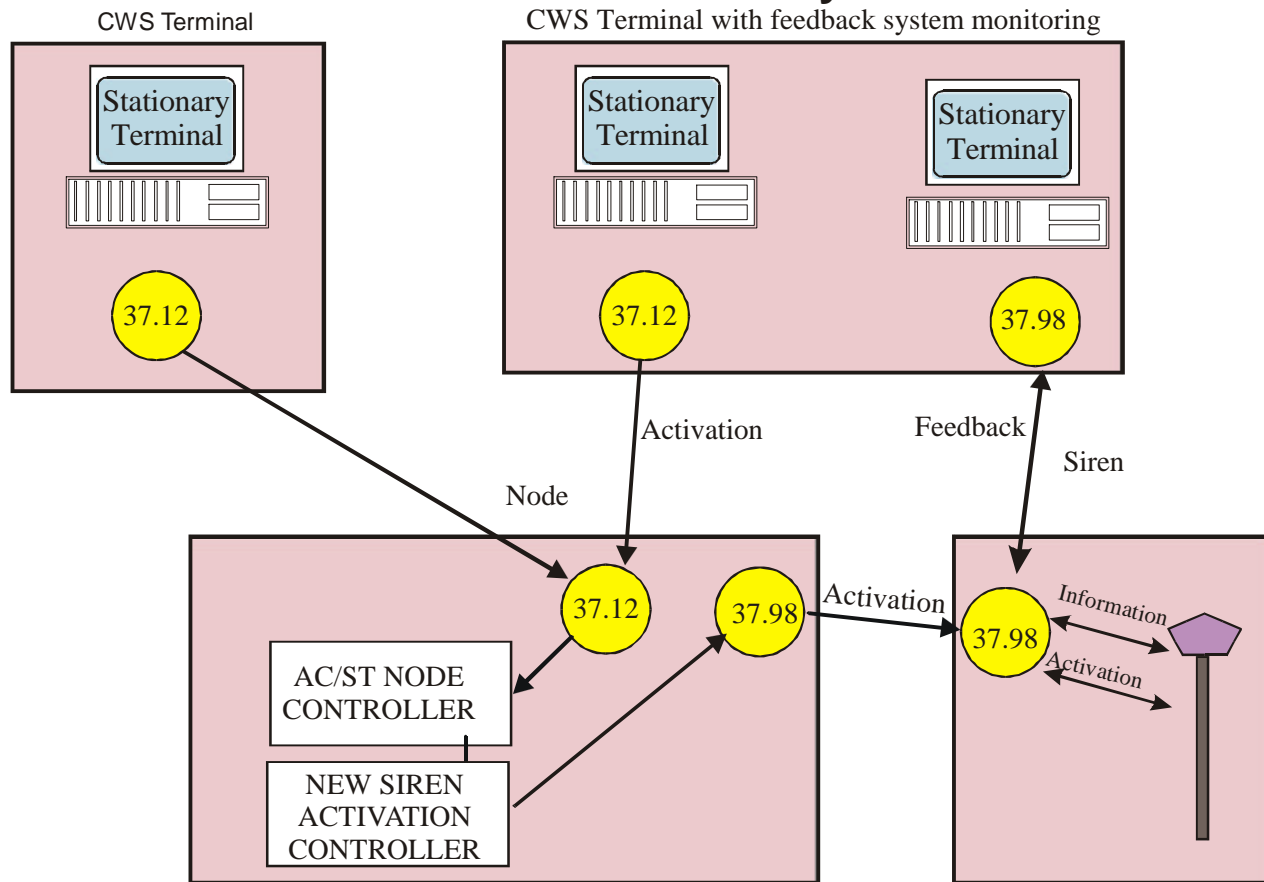 CWS Terminal
CWS Terminal with feedback system monitoring
Stationary
Terminal
Stationary
Terminal
Stationary
Terminal
37.12
37.12
37.98
Activation
Feedback
Siren
Node
37.12
37.98
Activation
37.98
Information
Activation
AC/ST NODE
CONTROLLER
NEW SIREN
ACTIVATION
CONTROLLER